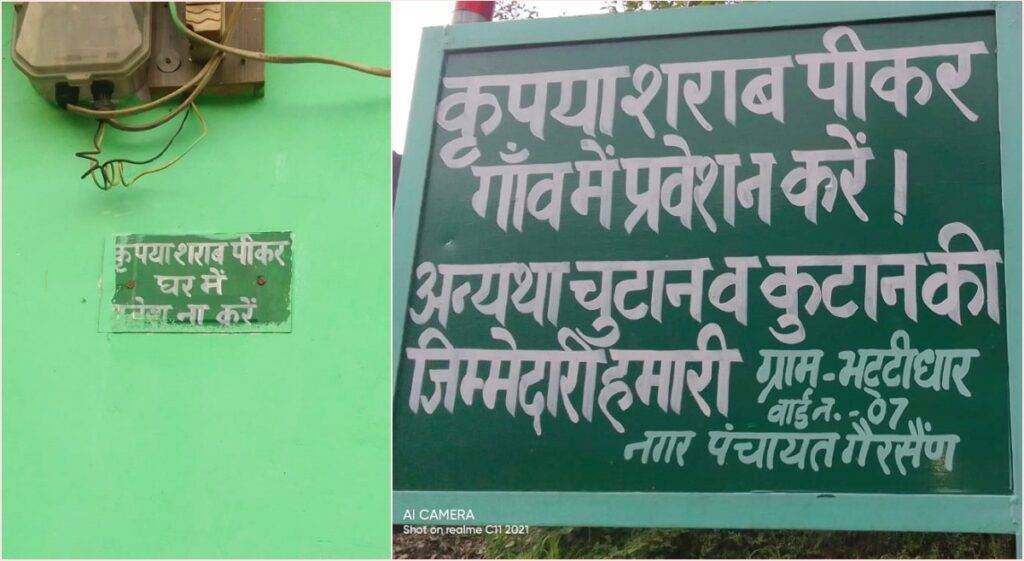 कृपया शराब पीकर
घर में
ना करें
कृपया शराब पीकर
गाँव में प्रवेश न करें !
अन्यथा चुटान व कुटान की
जिम्मेदारी हमारी
ग्राम - भट्टीधार
वार्ड न. - 07
नगर पंचायत गैरसैंण
AI CAMERA
Shot on realme C11 2021